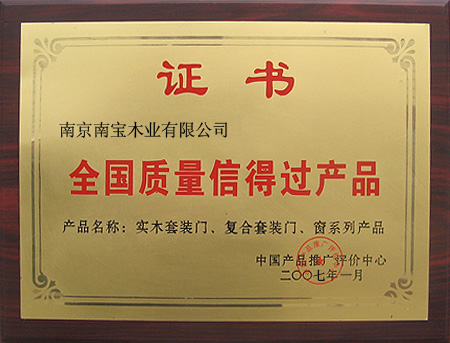 证书
南京南宝木业有限公司
全国质量信得过产品
产品名称：实木套装门、复合套装门、窗系列产品
中国产品推广评价中心
二〇〇七年一月